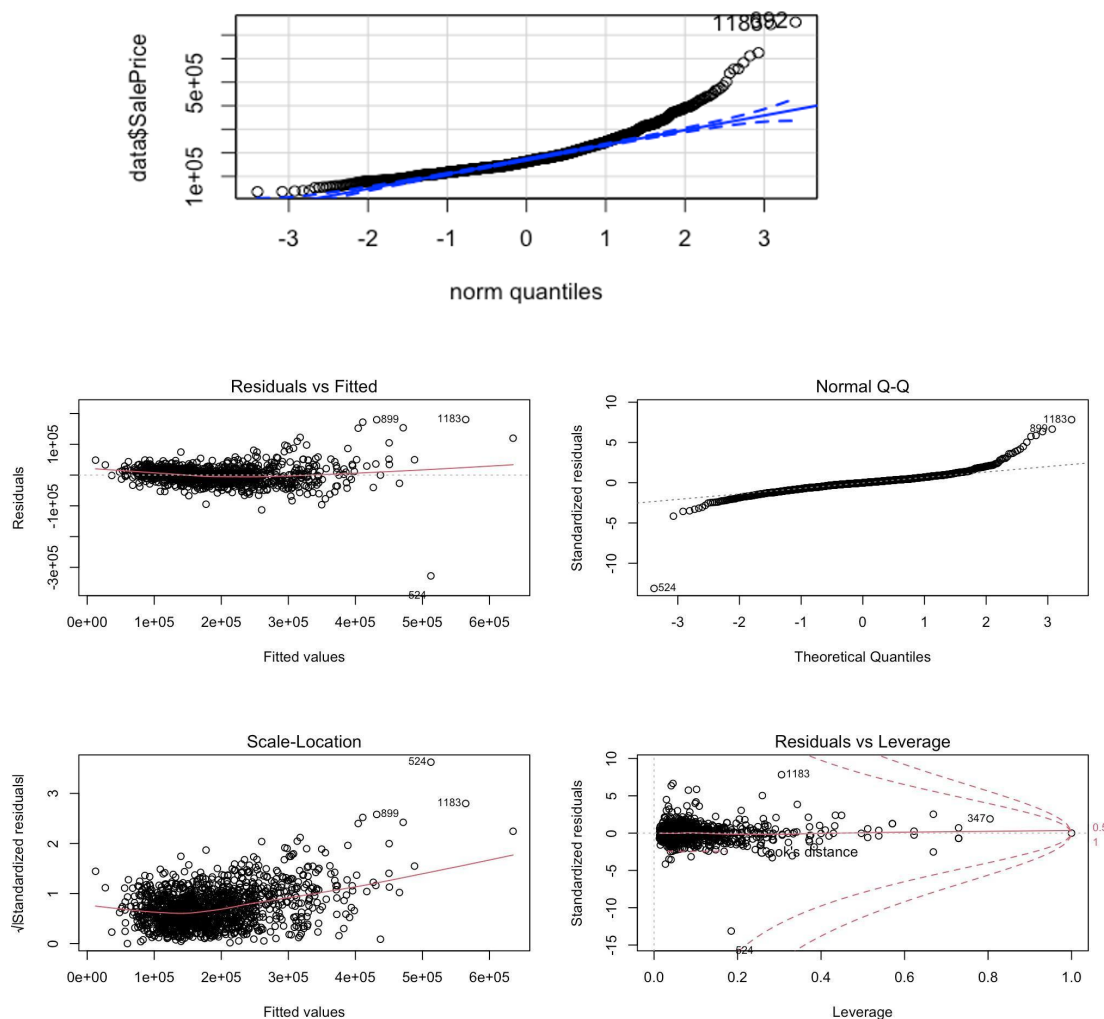 1183 692
data$SalePrice
1e+05 5e+05
-3 -2 -1 0 1 2 3
norm quantiles
Residuals vs Fitted
Residuals
-3e+05 -1e+05 1e+05
899
1183
524
0e+00 1e+05 2e+05 3e+05 4e+05 5e+05 6e+05
Fitted values
Normal Q-Q
Standardized residuals
-10 -5 0 5 10
1183
899
524
-3 -2 -1 0 1 2 3
Theoretical Quantiles
Scale-Location
√|Standardized residuals|
0 1 2 3
524
899
1183
0e+00 1e+05 2e+05 3e+05 4e+05 5e+05 6e+05
Fitted values
Residuals vs Leverage
Standardized residuals
-15 -10 -5 0 5 10
1183
347
0.5
1
Cook's distance
524
0.0 0.2 0.4 0.6 0.8 1.0
Leverage